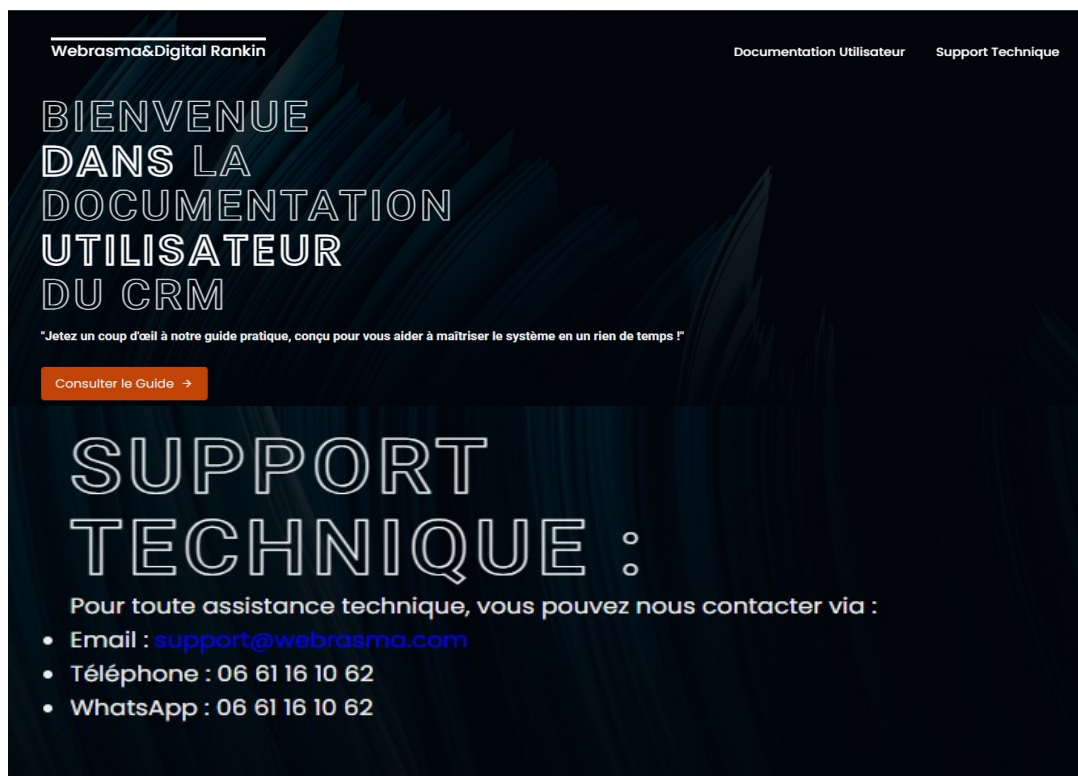 Webrasma&Digital Rankin
Documentation Utilisateur
Support Technique
BIENVENUE
DANS LA
DOCUMENTATION
UTILISATEUR
DU CRM
"Jetez un coup d'œil à notre guide pratique, conçu pour vous aider à maîtriser le système en un rien de temps !"
Consulter le Guide →
SUPPORT
TECHNIQUE :
Pour toute assistance technique, vous pouvez nous contacter via :
• Email : support@webrasma.com
• Téléphone : 06 61 16 10 62
• WhatsApp : 06 61 16 10 62